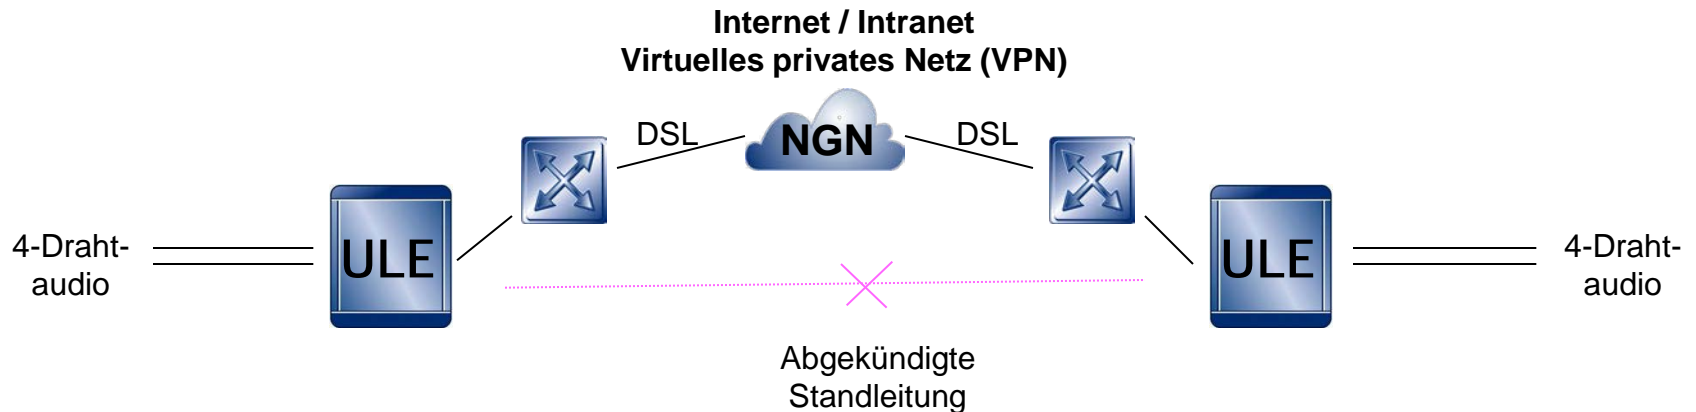 Internet / Intranet
Virtuelles privates Netz (VPN)
DSL
NGN
DSL
4-Draht-
audio
ULE
ULE
4-Draht-
audio
Abgekündigte
Standleitung